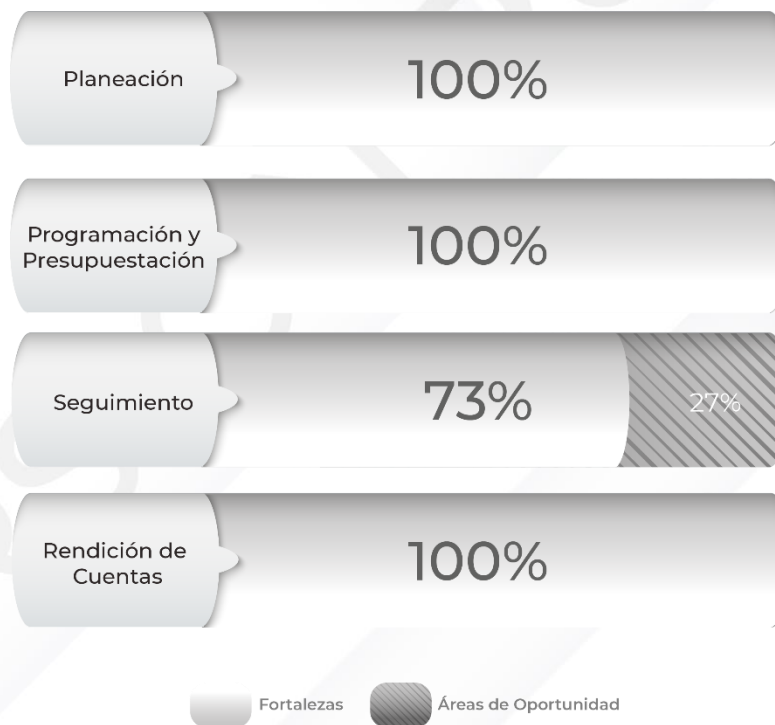 Planeación
100%
Programación y
Presupuestación
100%
Seguimiento
73%
27%
Rendición de
Cuentas
100%
Fortalezas
Áreas de Oportunidad